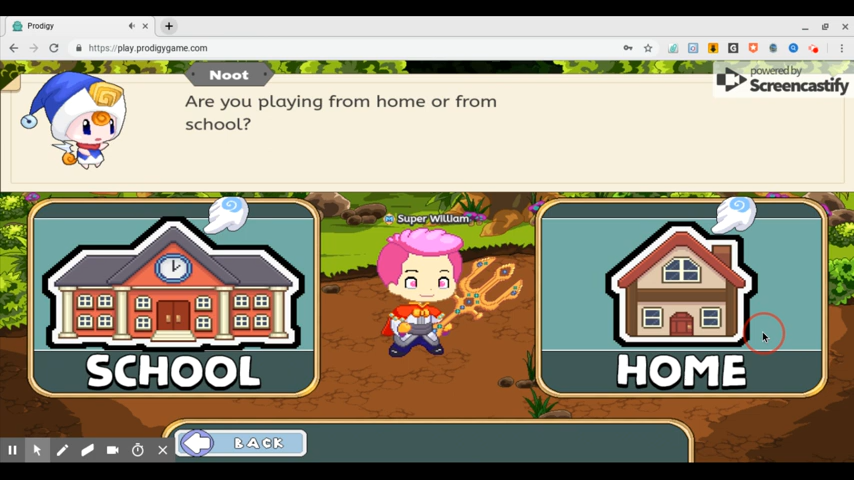 Prodigy
https://play.prodigygame.com
powered by
Screencastify
Noot
Are you playing from home or from
school?
Super William
SCHOOL
HOME
BACK